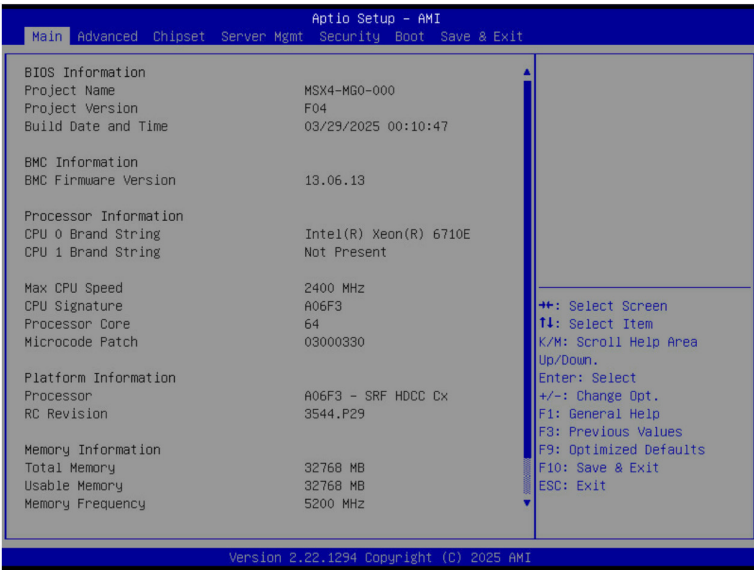 Aptio Setup - AMI
Main Advanced Chipset Server Mgmt Security Boot Save & Exit
BIOS Information
Project Name MSX4-MG0-000
Project Version F04
Build Date and Time 03/29/2025 00:10:47
BMC Information
BMC Firmware Version 13.06.13
Processor Information
CPU 0 Brand String Intel(R) Xeon(R) 6710E
CPU 1 Brand String Not Present
Max CPU Speed 2400 MHz
CPU Signature A06F3
Processor Core 64
Microcode Patch 03000330
Platform Information
Processor A06F3 - SRF HDCC Cx
RC Revision 3544.P29
Memory Information
Total Memory 32768 MB
Usable Memory 32768 MB
Memory Frequency 5200 MHz
→←: Select Screen
↑↓: Select Item
K/M: Scroll Help Area
Up/Down.
Enter: Select
+/-: Change Opt.
F1: General Help
F3: Previous Values
F9: Optimized Defaults
F10: Save & Exit
ESC: Exit
Version 2.22.1294 Copyright (C) 2025 AMI